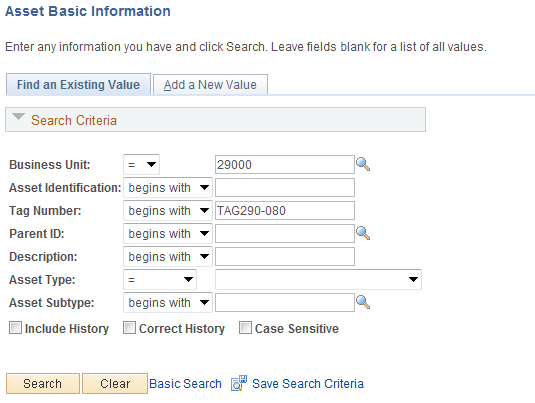 Asset Basic Information
Enter any information you have and click Search. Leave fields blank for a list of all values.
Find an Existing Value Add a New Value
Search Criteria
Business Unit: = 29000
Asset Identification: begins with
Tag Number: begins with TAG290-080
Parent ID: begins with
Description: begins with
Asset Type: =
Asset Subtype: begins with
Include History Correct History Case Sensitive
Search Clear Basic Search Save Search Criteria